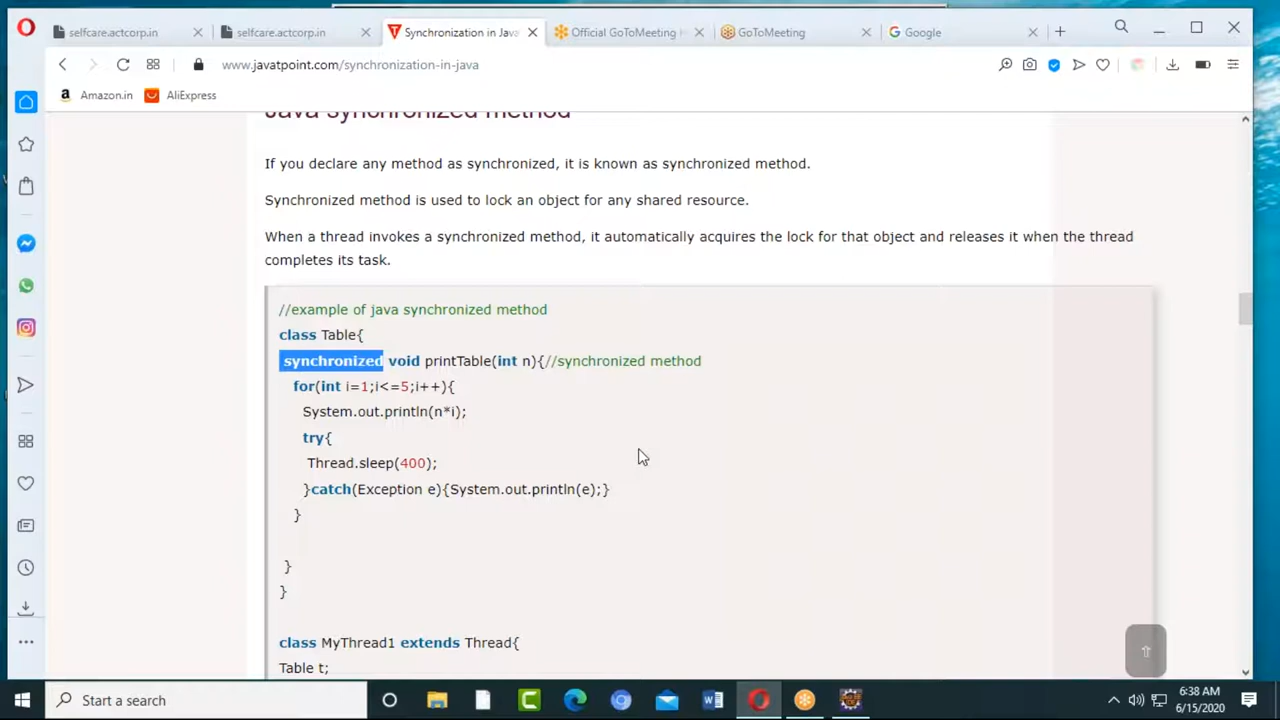 selfcare.actcorp.in
selfcare.actcorp.in
Synchronization in Java
Official GoToMeeting H
GoToMeeting
Google
www.javatpoint.com/synchronization-in-java
Amazon.in
AliExpress
Java synchronized method
If you declare any method as synchronized, it is known as synchronized method.
Synchronized method is used to lock an object for any shared resource.
When a thread invokes a synchronized method, it automatically acquires the lock for that object and releases it when the thread
completes its task.
//example of java synchronized method
class Table{
synchronized void printTable(int n){//synchronized method
for(int i=1;i<=5;i++){
System.out.println(n*i);
try{
Thread.sleep(400);
}catch(Exception e){System.out.println(e);}
}
}
}
class MyThread1 extends Thread{
Table t;
Start a search
6:38 AM
6/15/2020